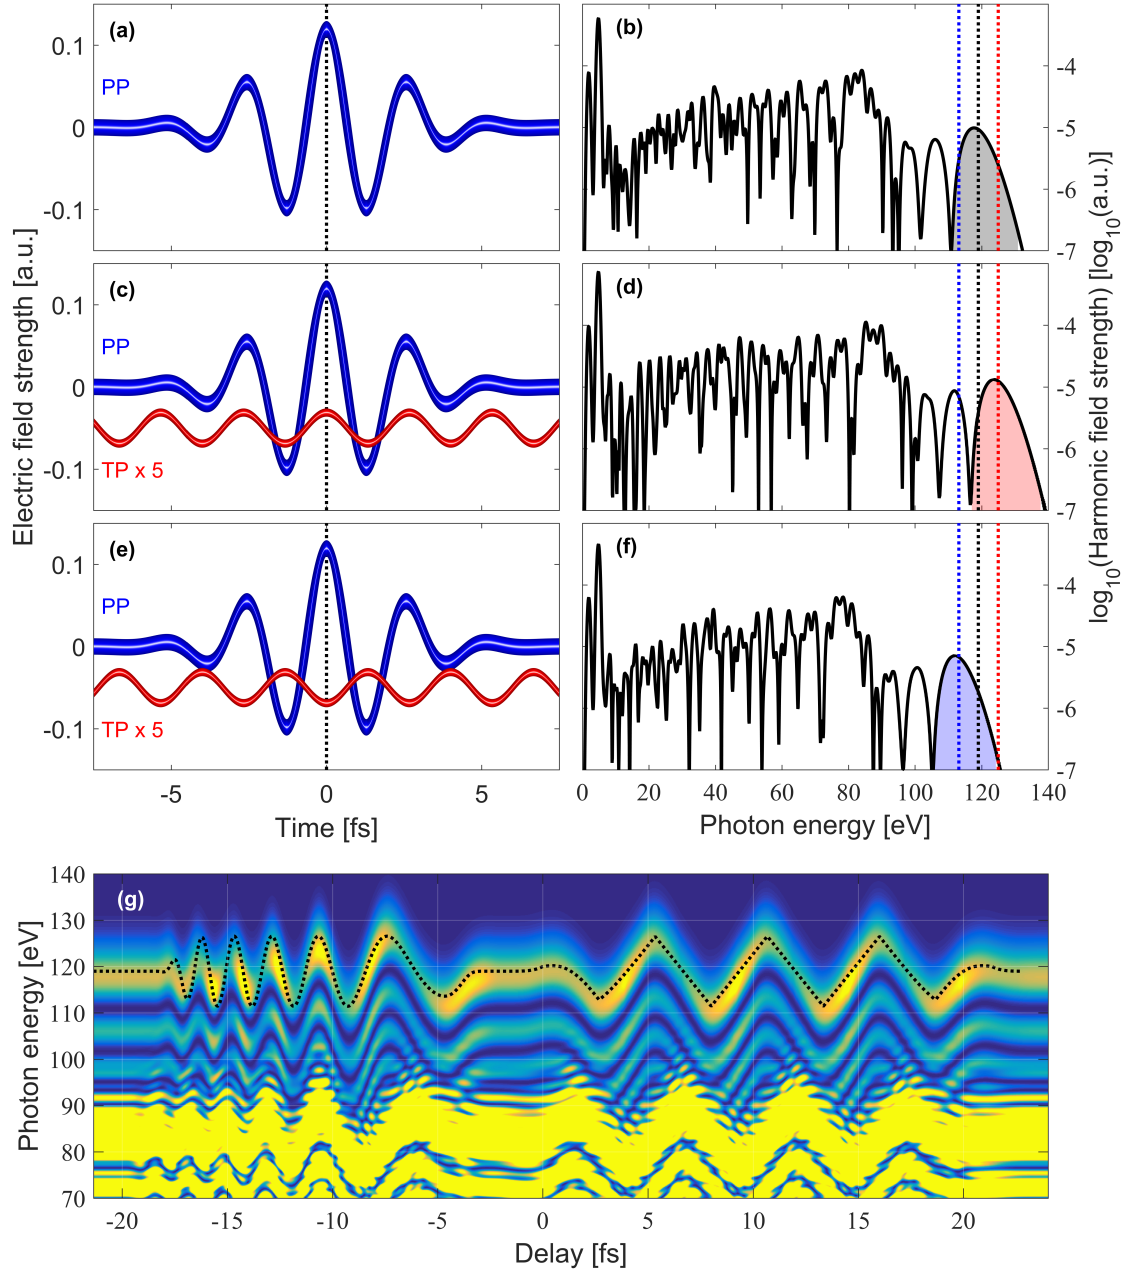 (a)
PP
0.1
0
-0.1
(b)
-4
-5
-6
-7
(c)
PP
TP x 5
0.1
0
-0.1
(d)
-4
-5
-6
-7
(e)
PP
TP x 5
0.1
0
-0.1
-5 0 5
Time [fs]
Electric field strength [a.u.]
(f)
-4
-5
-6
-7
0 20 40 60 80 100 120 140
Photon energy [eV]
log10(Harmonic field strength) [log10(a.u.)]
(g)
140
130
120
110
100
90
80
70
Photon energy [eV]
-20 -15 -10 -5 0 5 10 15 20
Delay [fs]